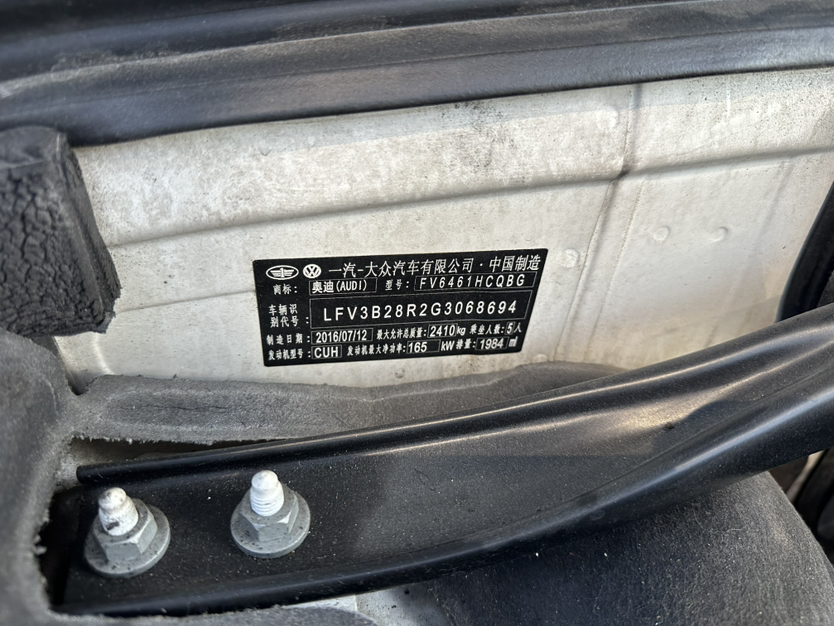 一汽-大众汽车有限公司·中国制造
商标: 奥迪(AUDI) 型号: FV6461HCQBG
车辆识别代号: LFV3B28R2G3068694
制造日期: 2016/07/12 最大允许总质量: 2410kg 乘坐人数: 5人
发动机型号: CUH 发动机最大净功率: 165 kW 排量: 1984 ml